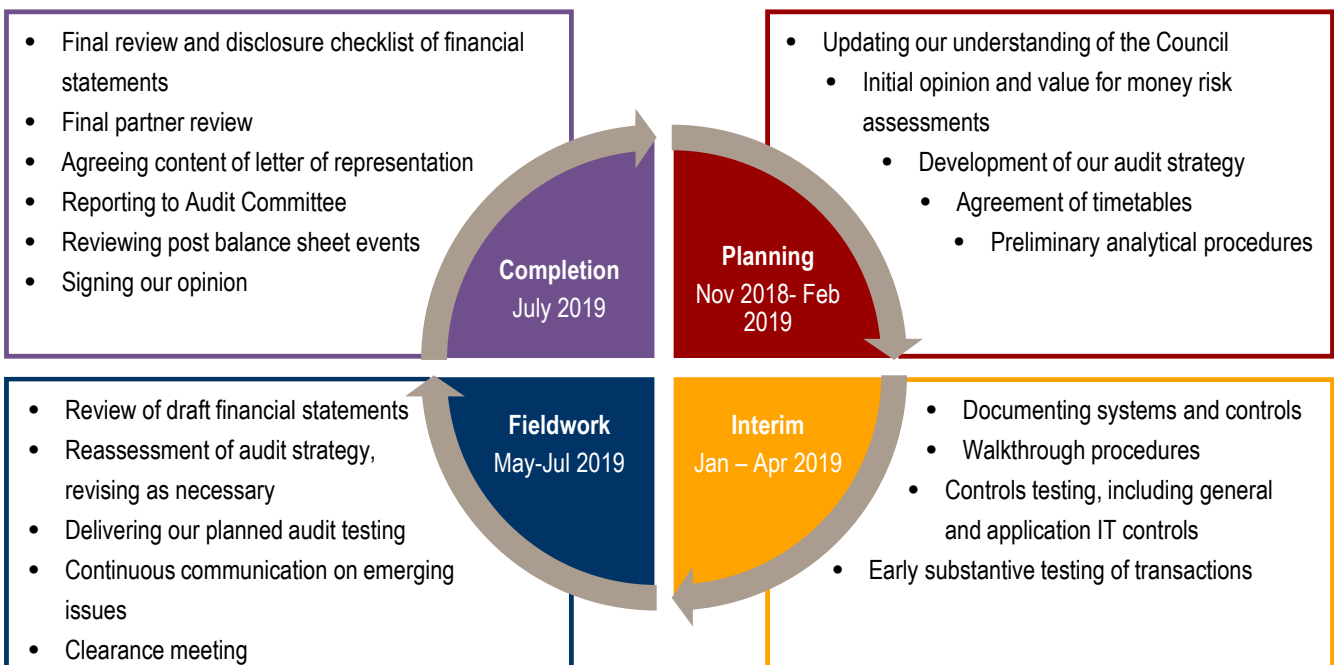 • Final review and disclosure checklist of financial
statements
• Final partner review
• Agreeing content of letter of representation
• Reporting to Audit Committee
• Reviewing post balance sheet events
• Signing our opinion
Completion
July 2019
• Updating our understanding of the Council
• Initial opinion and value for money risk
assessments
• Development of our audit strategy
• Agreement of timetables
• Preliminary analytical procedures
Planning
Nov 2018- Feb
2019
• Review of draft financial statements
• Reassessment of audit strategy,
revising as necessary
• Delivering our planned audit testing
• Continuous communication on emerging
issues
• Clearance meeting
Fieldwork
May-Jul 2019
Interim
Jan – Apr 2019
• Documenting systems and controls
• Walkthrough procedures
• Controls testing, including general
and application IT controls
• Early substantive testing of transactions